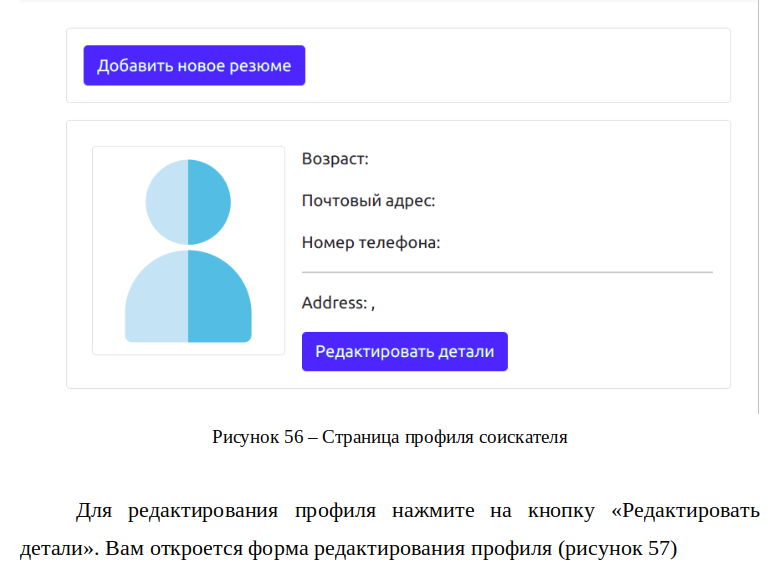 Добавить новое резюме
Возраст:
Почтовый адрес:
Номер телефона:
Address: ,
Редактировать детали
Рисунок 56 – Страница профиля соискателя
Для редактирования профиля нажмите на кнопку «Редактировать
детали». Вам откроется форма редактирования профиля (рисунок 57)